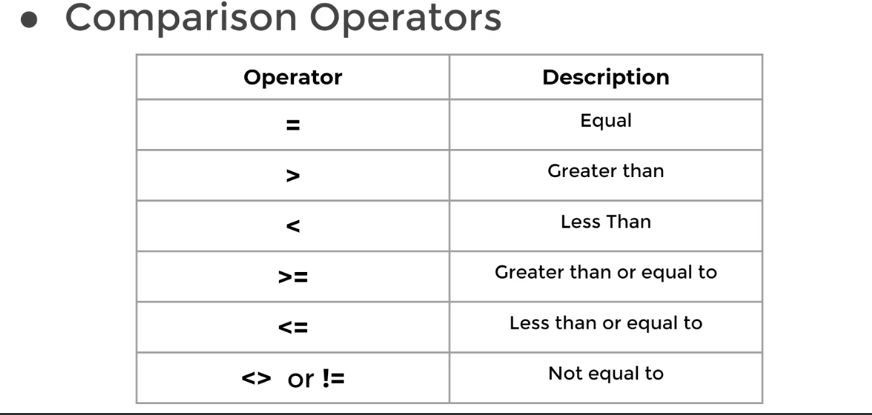 ● Comparison Operators
Operator Description
= Equal
> Greater than
< Less Than
>= Greater than or equal to
<= Less than or equal to
<> or != Not equal to